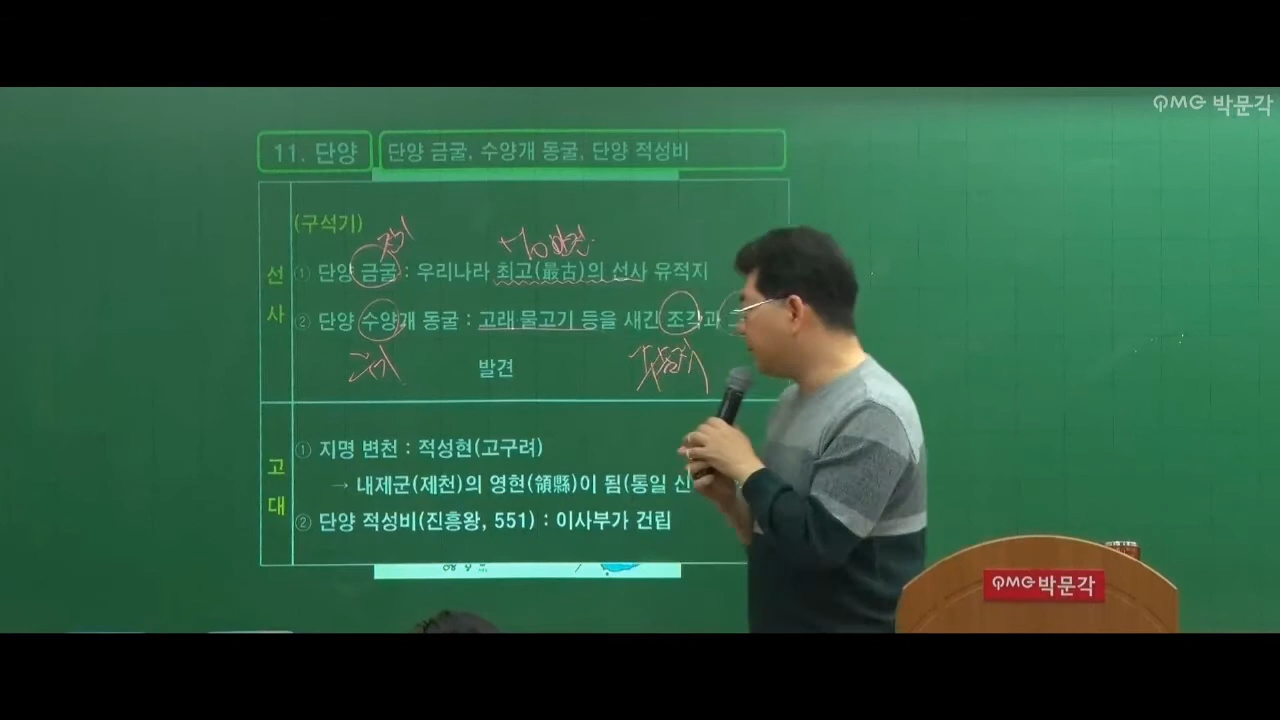 PMG 박문각
11. 단양 단양 금굴, 수양개 동굴, 단양 적성비
(구석기)
선사
① 단양 금굴 : 우리나라 최고(最古)의 선사 유적지
② 단양 수양개 동굴 : 고래 물고기 등을 새긴 조각과
발견
고대
① 지명 변천 : 적성현(고구려)
→ 내제군(제천)의 영현(領縣)이 됨(통일 신
② 단양 적성비(진흥왕, 551) : 이사부가 건립
PMG 박문각